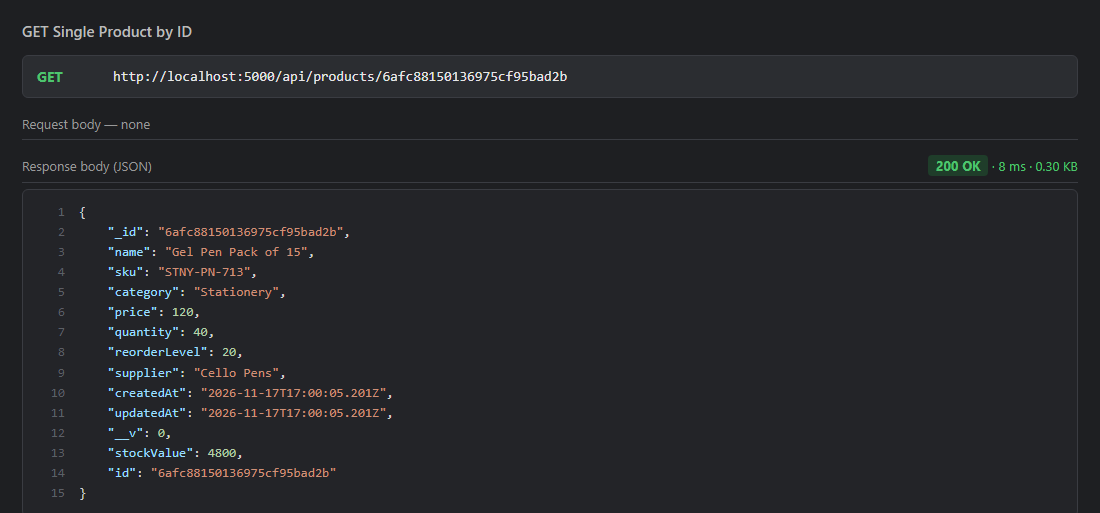 GET Single Product by ID
GET http://localhost:5000/api/products/6afc88150136975cf95bad2b
Request body — none
Response body (JSON) 200 OK · 8 ms · 0.30 KB
1 {
2 "_id": "6afc88150136975cf95bad2b",
3 "name": "Gel Pen Pack of 15",
4 "sku": "STNY-PN-713",
5 "category": "Stationery",
6 "price": 120,
7 "quantity": 40,
8 "reorderLevel": 20,
9 "supplier": "Cello Pens",
10 "createdAt": "2026-11-17T17:00:05.201Z",
11 "updatedAt": "2026-11-17T17:00:05.201Z",
12 "__v": 0,
13 "stockValue": 4800,
14 "id": "6afc88150136975cf95bad2b"
15 }